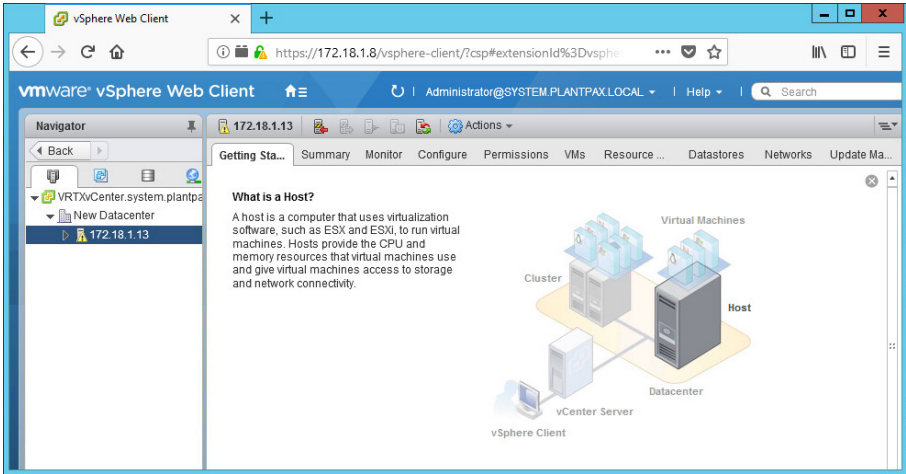 vSphere Web Client
https://172.18.1.8/vsphere-client/?csp#extensionId%3Dvsphe
vmware® vSphere Web Client
Administrator@SYSTEM.PLANTPAX.LOCAL
Help
Search
Navigator
172.18.1.13
Actions
Back
Getting Sta...
Summary
Monitor
Configure
Permissions
VMs
Resource ...
Datastores
Networks
Update Ma...
VRTXvCenter.system.plantpa
New Datacenter
172.18.1.13
What is a Host?
A host is a computer that uses virtualization
software, such as ESX and ESXi, to run virtual
machines. Hosts provide the CPU and
memory resources that virtual machines use
and give virtual machines access to storage
and network connectivity.
Virtual Machines
Cluster
Host
Datacenter
vCenter Server
vSphere Client